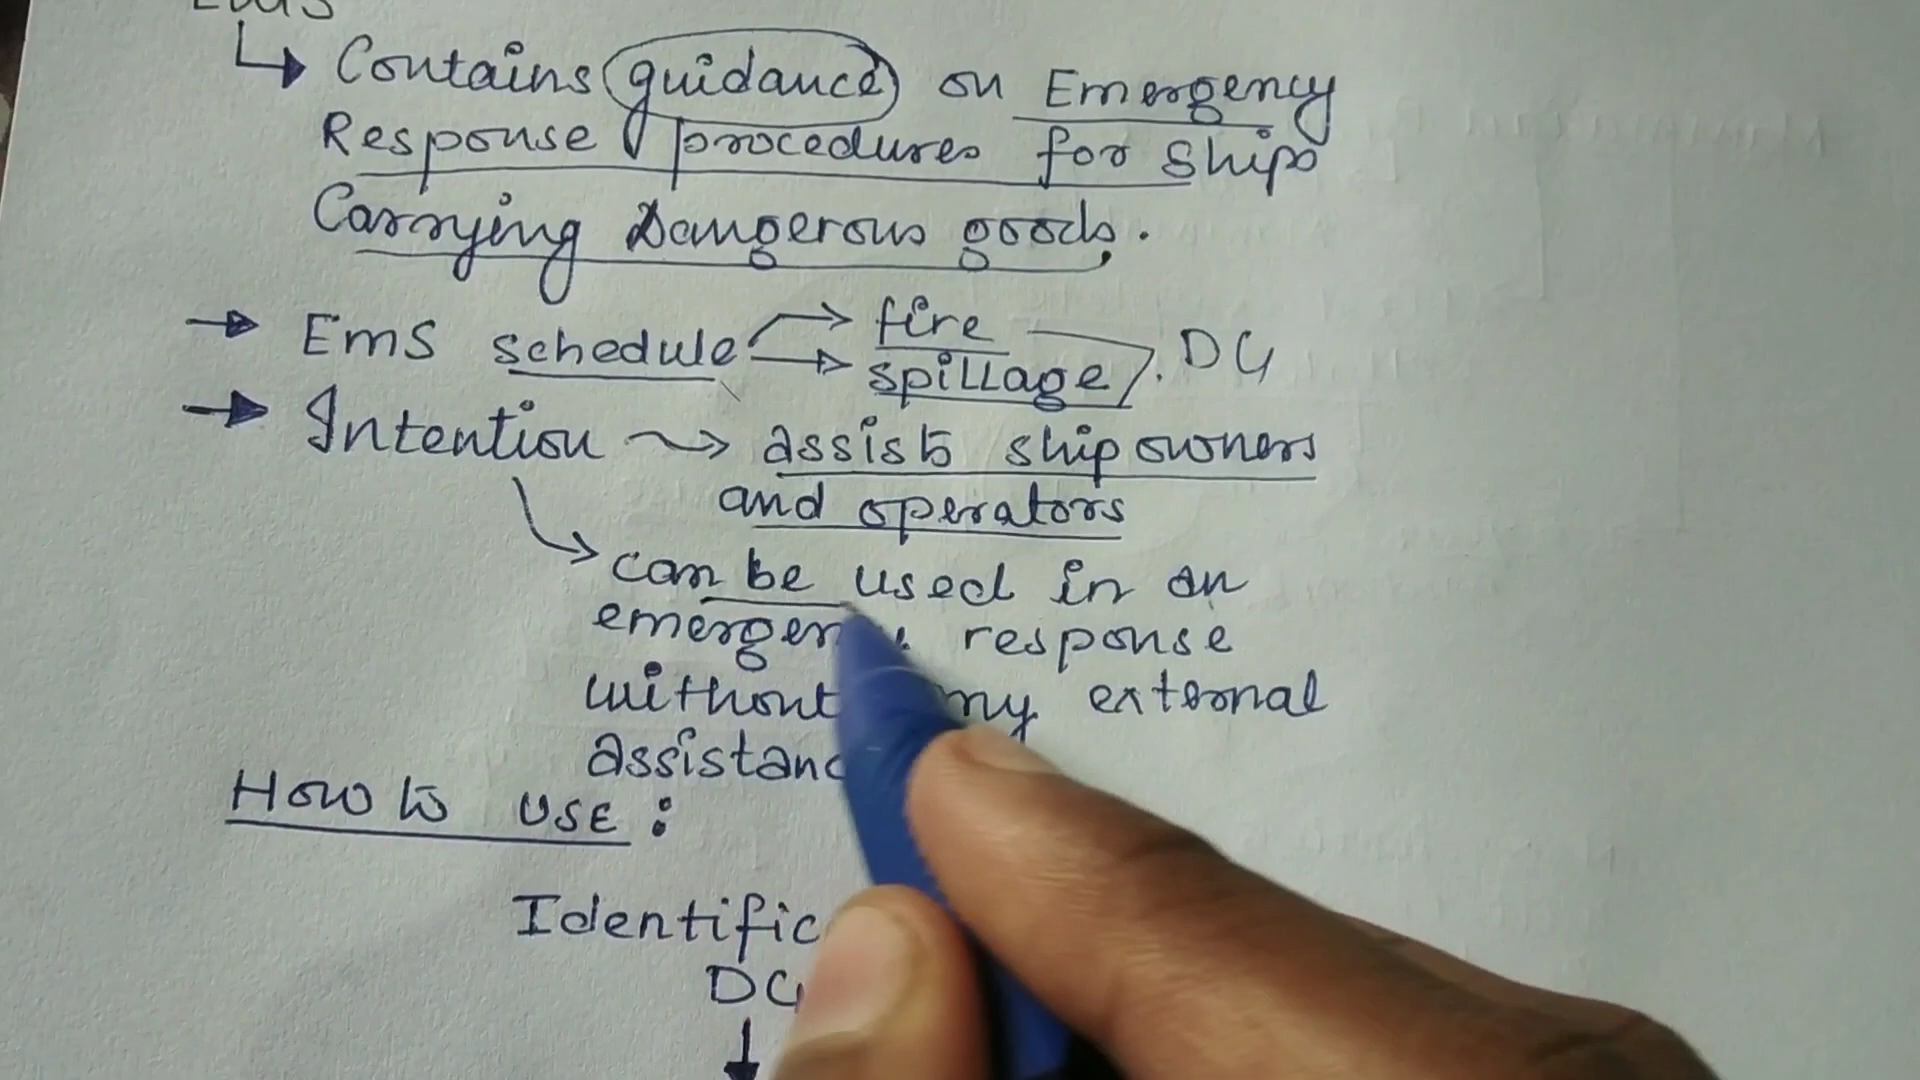 ↳ Contains guidance on Emergency
Response procedures for ships
Carrying Dangerous goods.
→ EmS schedule → fire
→ spillage . DG
→ Intention → assist ship owners
and operators
→ can be used in an
response
without external
How to use :
DG
↓